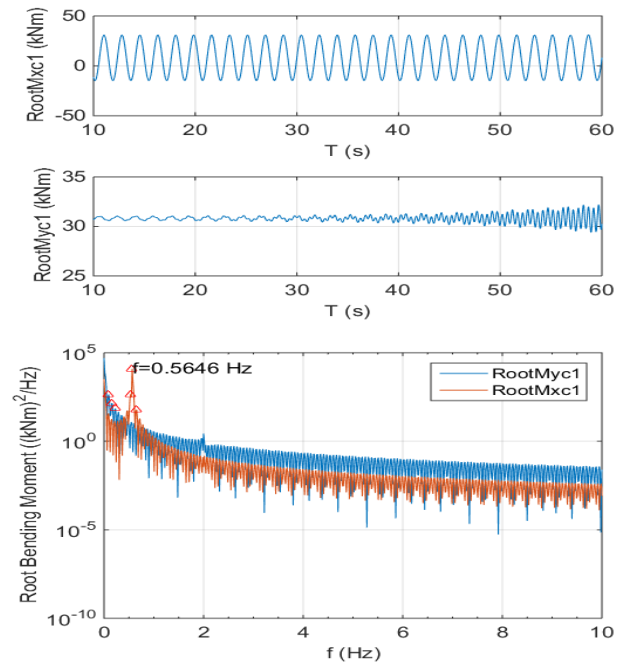 RootMxc1 (kNm)
50
0
-50
10 20 30 40 50 60
T (s)
RootMyc1 (kNm)
35
30
25
10 20 30 40 50 60
T (s)
Root Bending Moment ((kNm)^2/Hz)
10^5
10^0
10^-5
10^-10
f=0.5646 Hz
RootMyc1
RootMxc1
0 2 4 6 8 10
f (Hz)